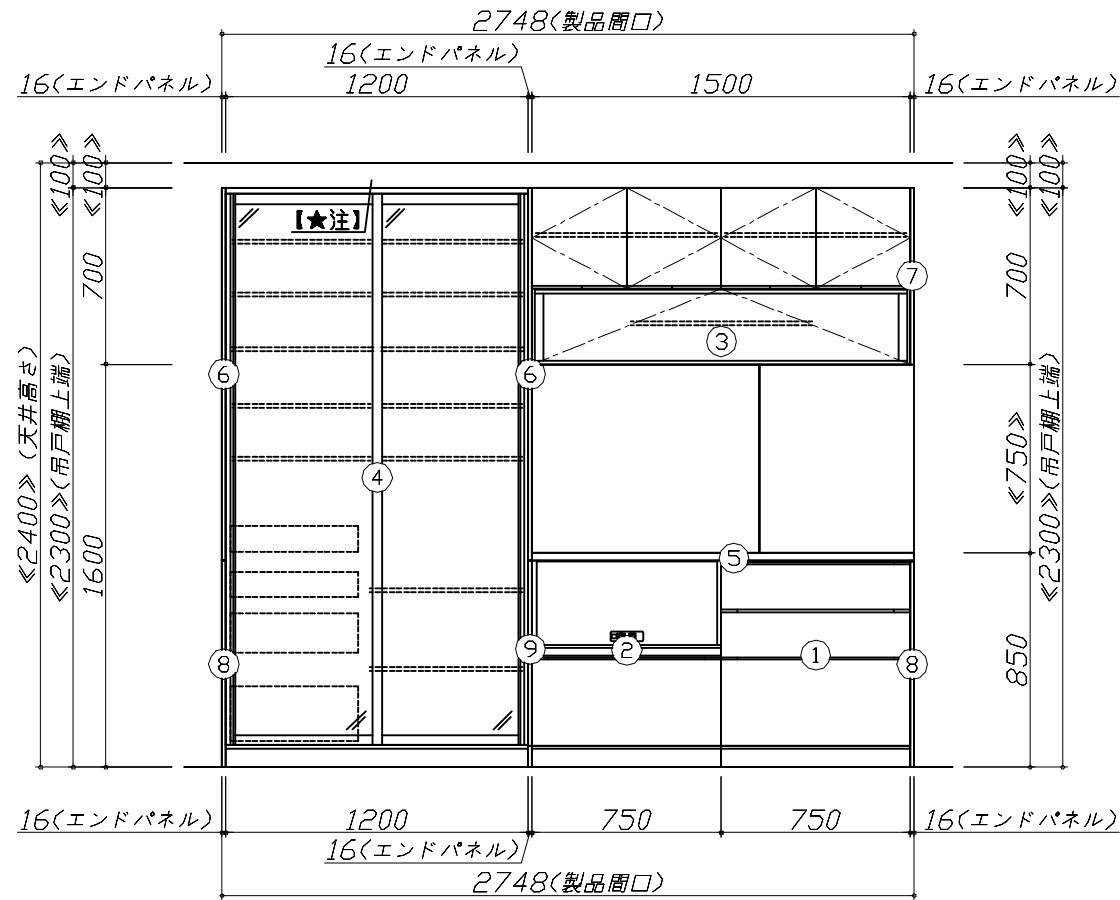 2748(製品間口)
16(エンドパネル)
16(エンドパネル)
1200
1500
16(エンドパネル)
≪100≫
≪100≫
≪100≫
≪100≫
【★注】
700
700
7
3
6
6
≪2400≫(天井高さ)
≪2300≫(吊戸棚上端)
1600
4
≪750≫
≪2300≫(吊戸棚上端)
5
9
2
1
8
8
850
16(エンドパネル)
1200
750
750
16(エンドパネル)
16(エンドパネル)
2748(製品間口)